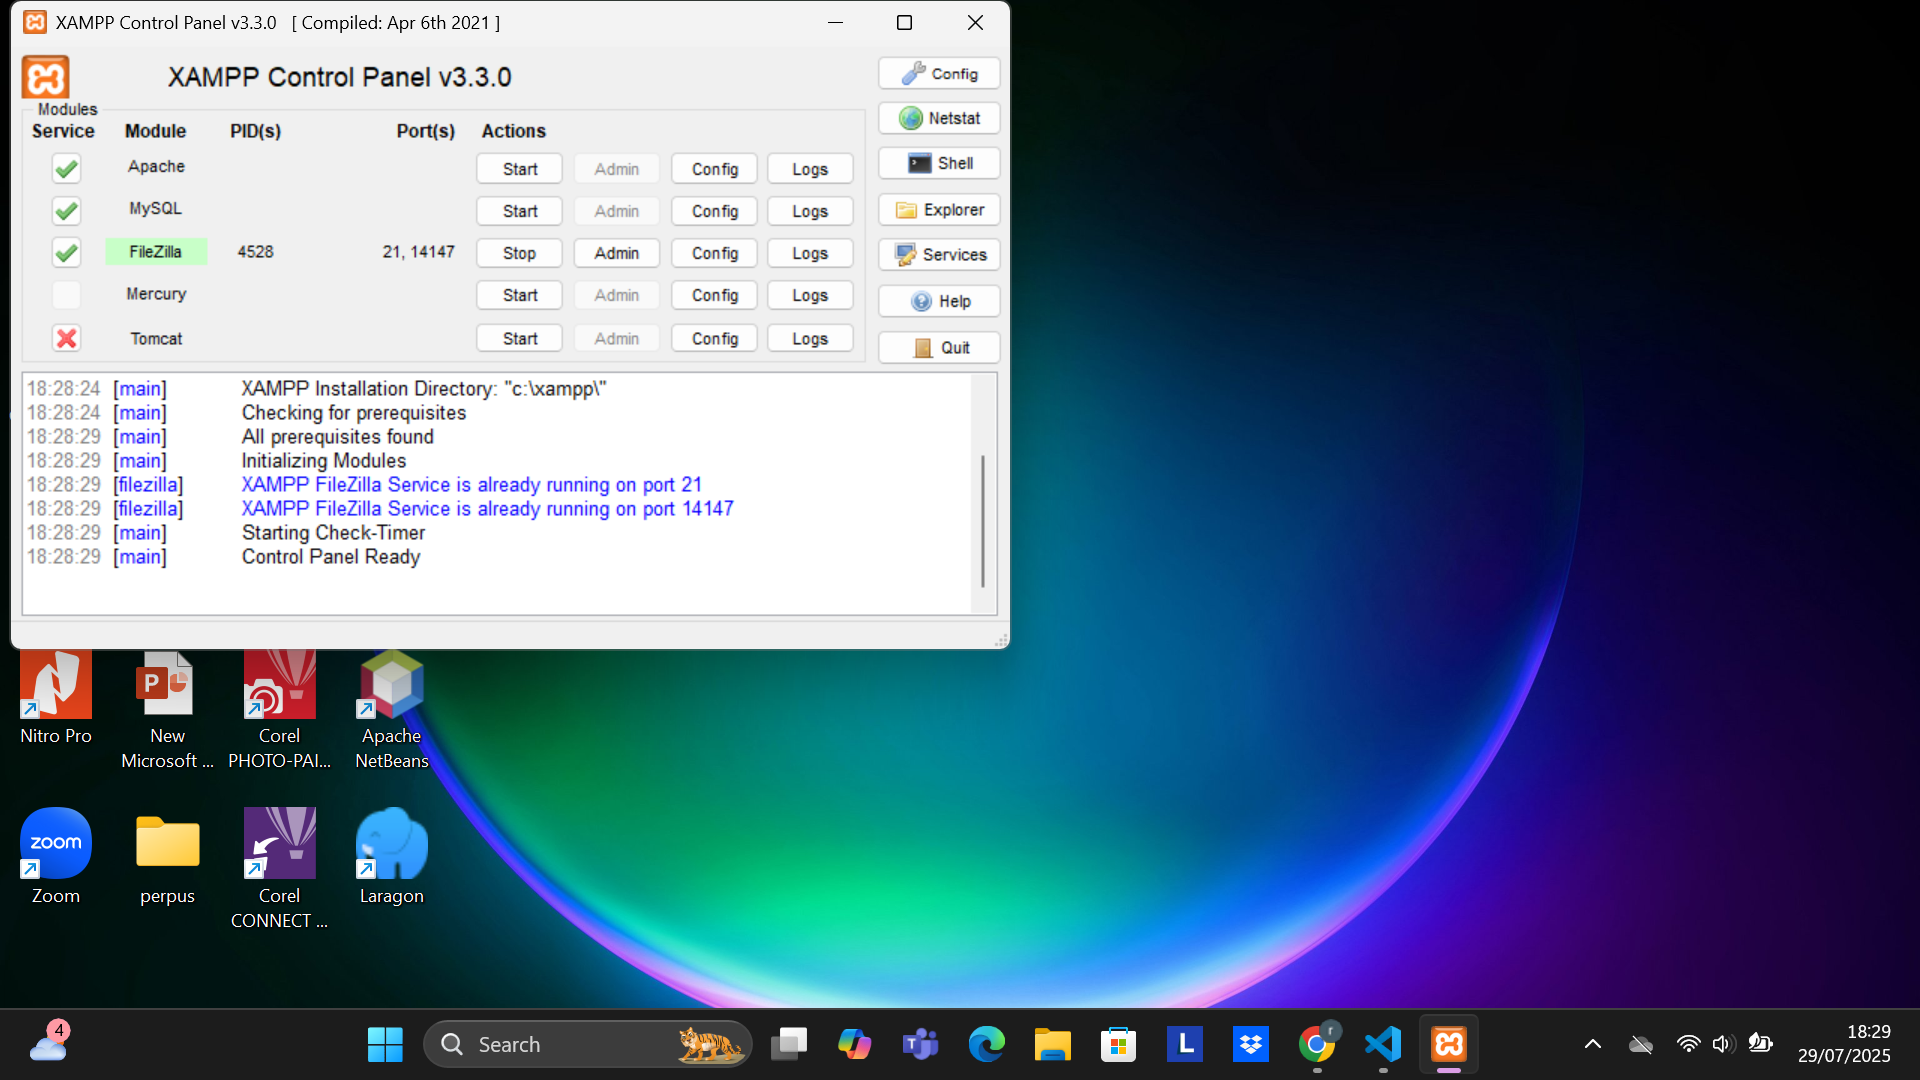 XAMPP Control Panel v3.3.0 [ Compiled: Apr 6th 2021 ]
XAMPP Control Panel v3.3.0
Config
Modules
Service Module PID(s) Port(s) Actions
Netstat
Apache Start Admin Config Logs
Shell
MySQL Start Admin Config Logs
Explorer
FileZilla 4528 21, 14147 Stop Admin Config Logs
Services
Mercury Start Admin Config Logs
Help
Tomcat Start Admin Config Logs
Quit
18:28:24 [main] XAMPP Installation Directory: "c:\xampp\"
18:28:24 [main] Checking for prerequisites
18:28:29 [main] All prerequisites found
18:28:29 [main] Initializing Modules
18:28:29 [filezilla] XAMPP FileZilla Service is already running on port 21
18:28:29 [filezilla] XAMPP FileZilla Service is already running on port 14147
18:28:29 [main] Starting Check-Timer
18:28:29 [main] Control Panel Ready
P
Nitro Pro
New
Microsoft ...
Corel
PHOTO-PAI...
Apache
NetBeans
zoom
Zoom
perpus
Corel
CONNECT ...
Laragon
4
Search
T
L
r
18:29
29/07/2025